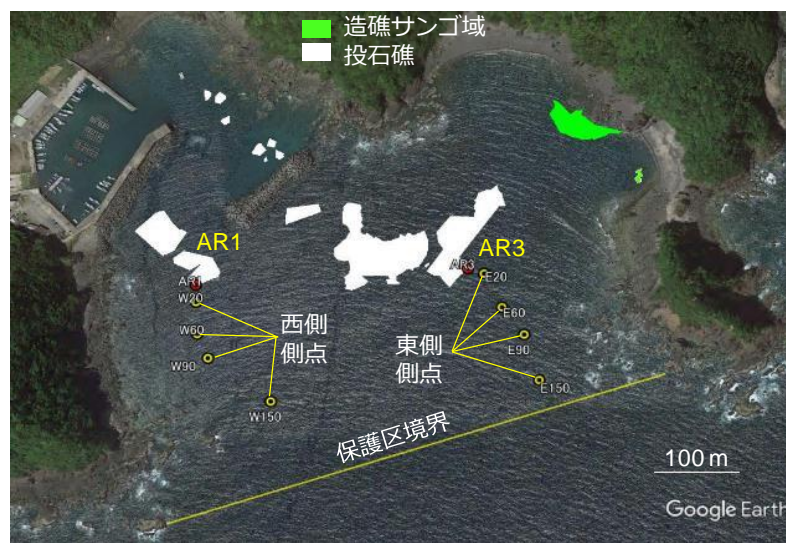 造礁サンゴ域
投石礁
AR1
AR3
AR1
AR3
W20
E20
W60
E60
西側
側点
東側
側点
W90
E90
W150
E150
保護区境界
100 m
Google Earth